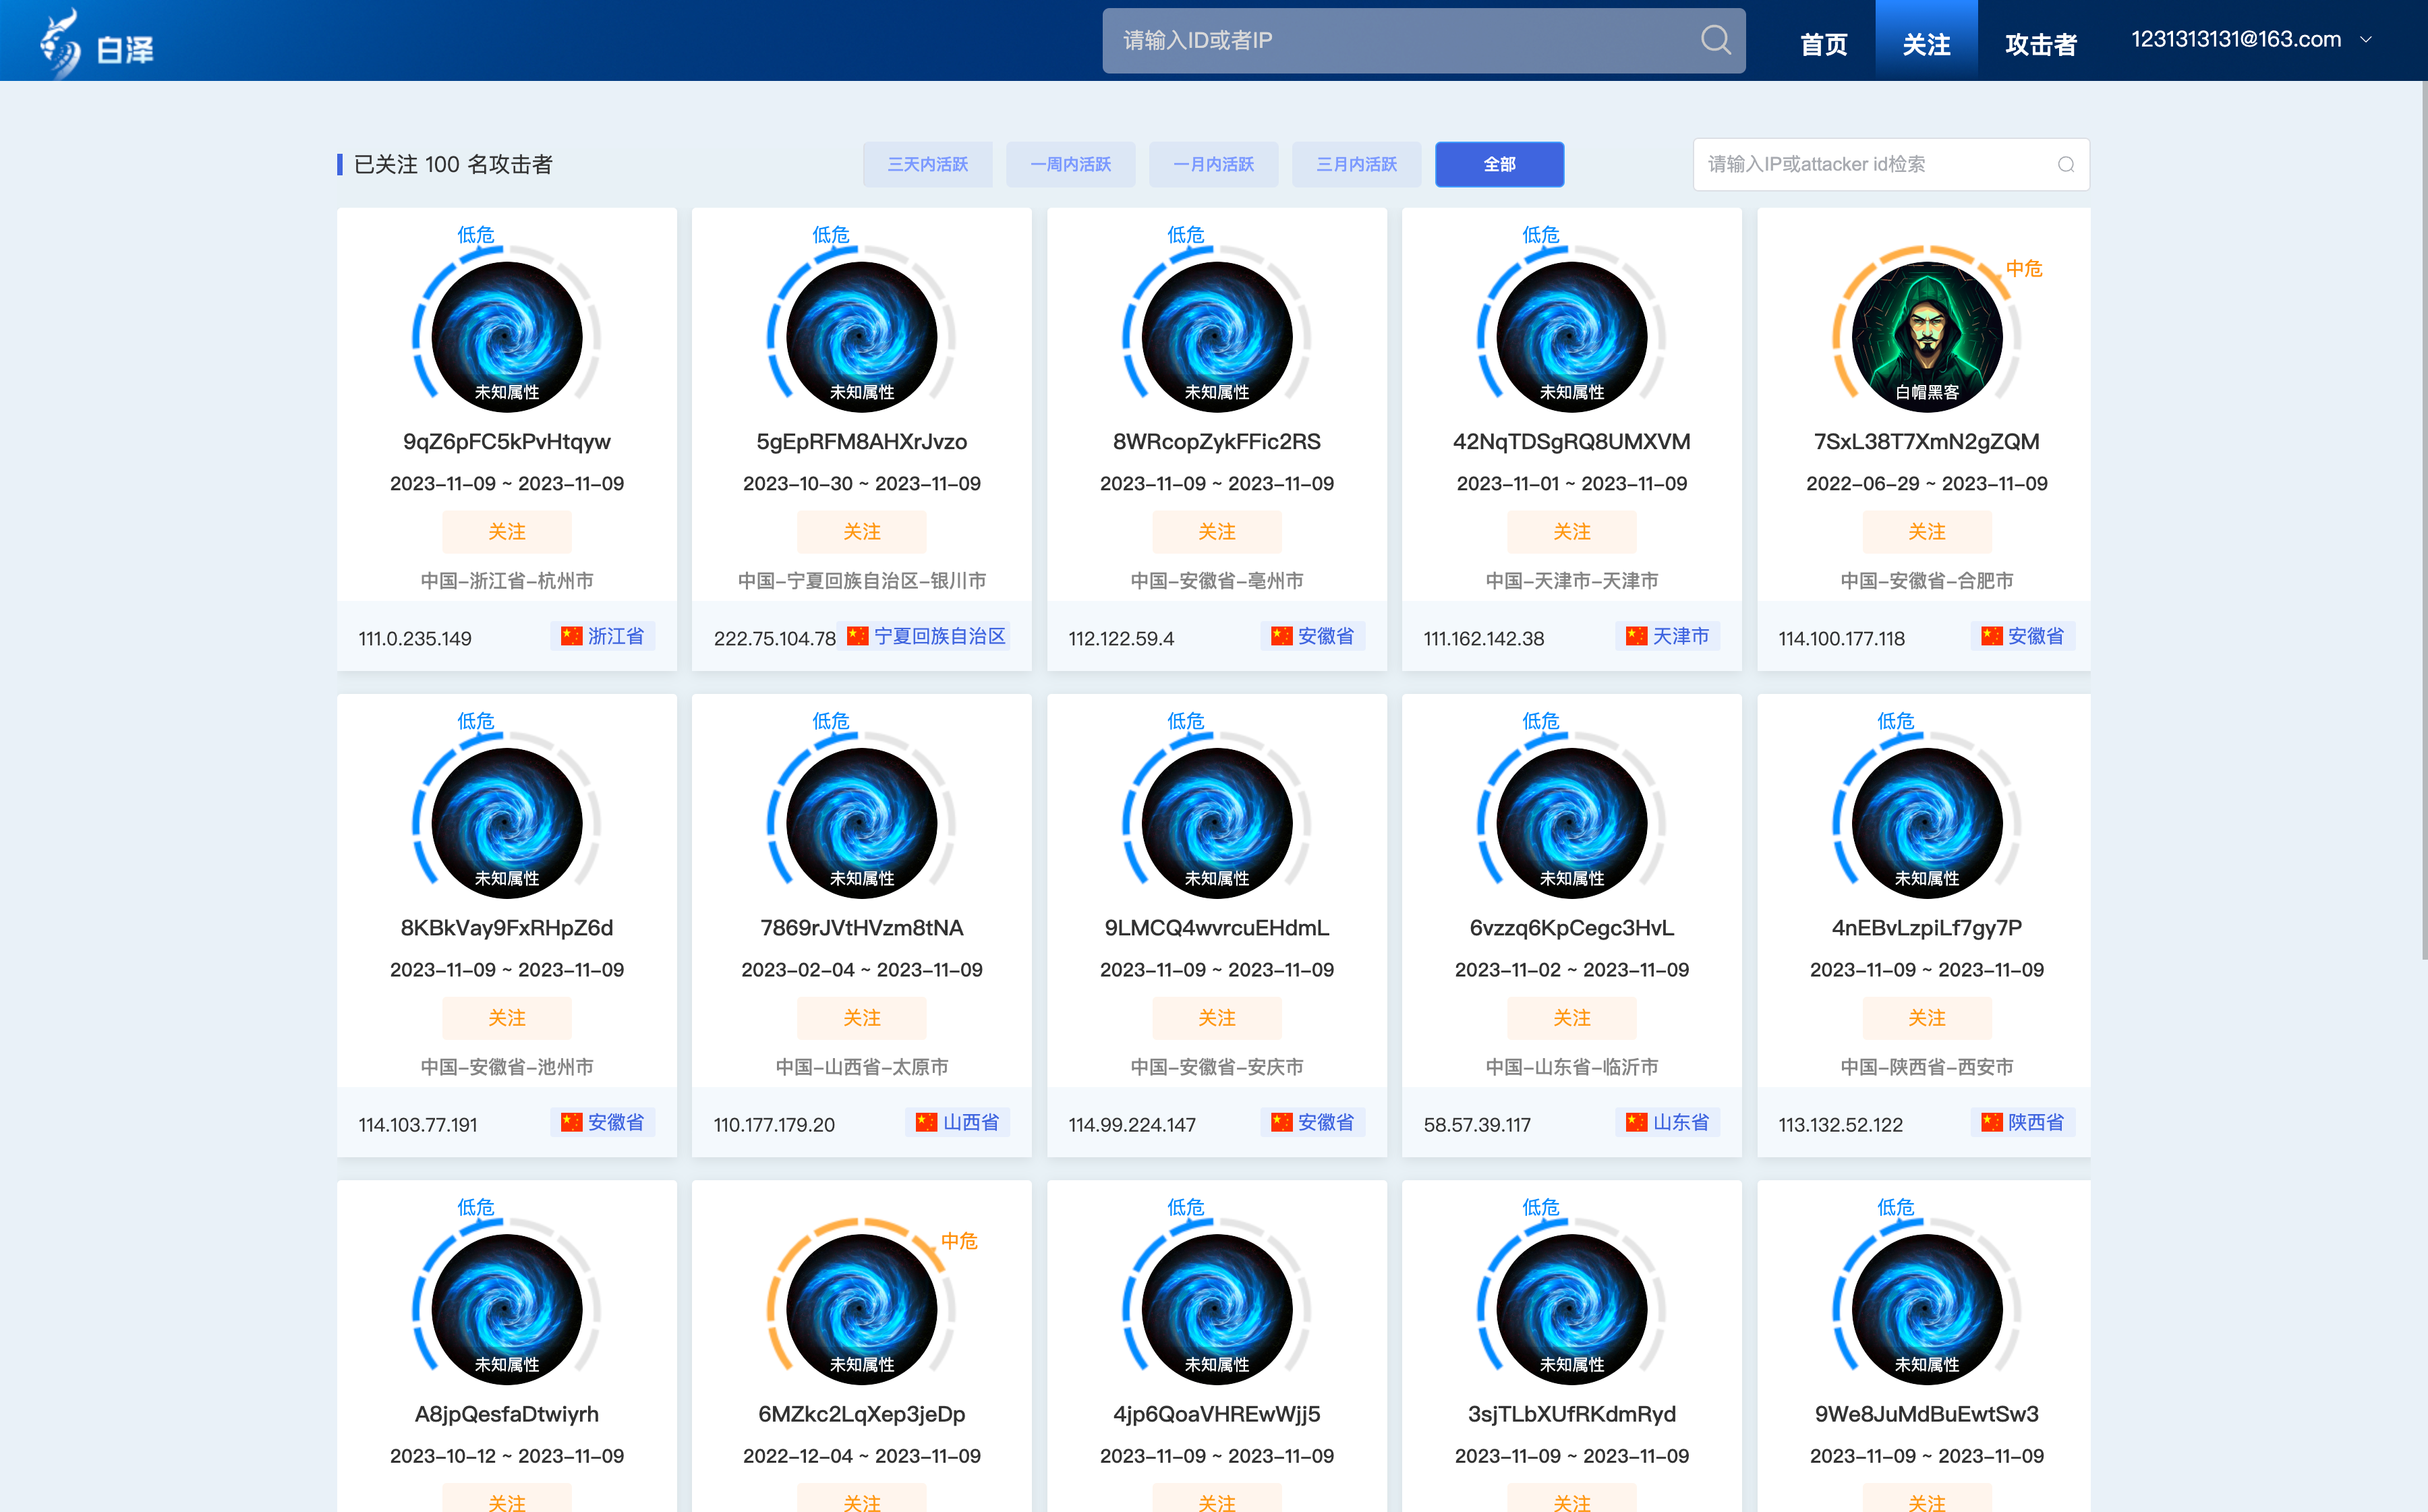 白泽
请输入ID或者IP
首页
关注
攻击者
1231313131@163.com
已关注 100 名攻击者
三天内活跃
一周内活跃
一月内活跃
三月内活跃
全部
请输入IP或attacker id检索
低危
未知属性
9qZ6pFC5kPvHtqyw
2023-11-09 ~ 2023-11-09
关注
中国-浙江省-杭州市
111.0.235.149
浙江省
低危
未知属性
5gEpRFM8AHXrJvzo
2023-10-30 ~ 2023-11-09
关注
中国-宁夏回族自治区-银川市
222.75.104.78
宁夏回族自治区
低危
未知属性
8WRcopZykFFic2RS
2023-11-09 ~ 2023-11-09
关注
中国-安徽省-亳州市
112.122.59.4
安徽省
低危
未知属性
42NqTDSgRQ8UMXVM
2023-11-01 ~ 2023-11-09
关注
中国-天津市-天津市
111.162.142.38
天津市
中危
白帽黑客
7SxL38T7XmN2gZQM
2022-06-29 ~ 2023-11-09
关注
中国-安徽省-合肥市
114.100.177.118
安徽省
低危
未知属性
8KBkVay9FxRHpZ6d
2023-11-09 ~ 2023-11-09
关注
中国-安徽省-池州市
114.103.77.191
安徽省
低危
未知属性
7869rJVtHVzm8tNA
2023-02-04 ~ 2023-11-09
关注
中国-山西省-太原市
110.177.179.20
山西省
低危
未知属性
9LMCQ4wvrcuEHdmL
2023-11-09 ~ 2023-11-09
关注
中国-安徽省-安庆市
114.99.224.147
安徽省
低危
未知属性
6vzzq6KpCegc3HvL
2023-11-02 ~ 2023-11-09
关注
中国-山东省-临沂市
58.57.39.117
山东省
低危
未知属性
4nEBvLzpiLf7gy7P
2023-11-09 ~ 2023-11-09
关注
中国-陕西省-西安市
113.132.52.122
陕西省
低危
未知属性
A8jpQesfaDtwiyrh
2023-10-12 ~ 2023-11-09
关注
中危
未知属性
6MZkc2LqXep3jeDp
2022-12-04 ~ 2023-11-09
关注
低危
未知属性
4jp6QoaVHREwWjj5
2023-11-09 ~ 2023-11-09
关注
低危
未知属性
3sjTLbXUfRKdmRyd
2023-11-09 ~ 2023-11-09
关注
低危
未知属性
9We8JuMdBuEwtSw3
2023-11-09 ~ 2023-11-09
关注